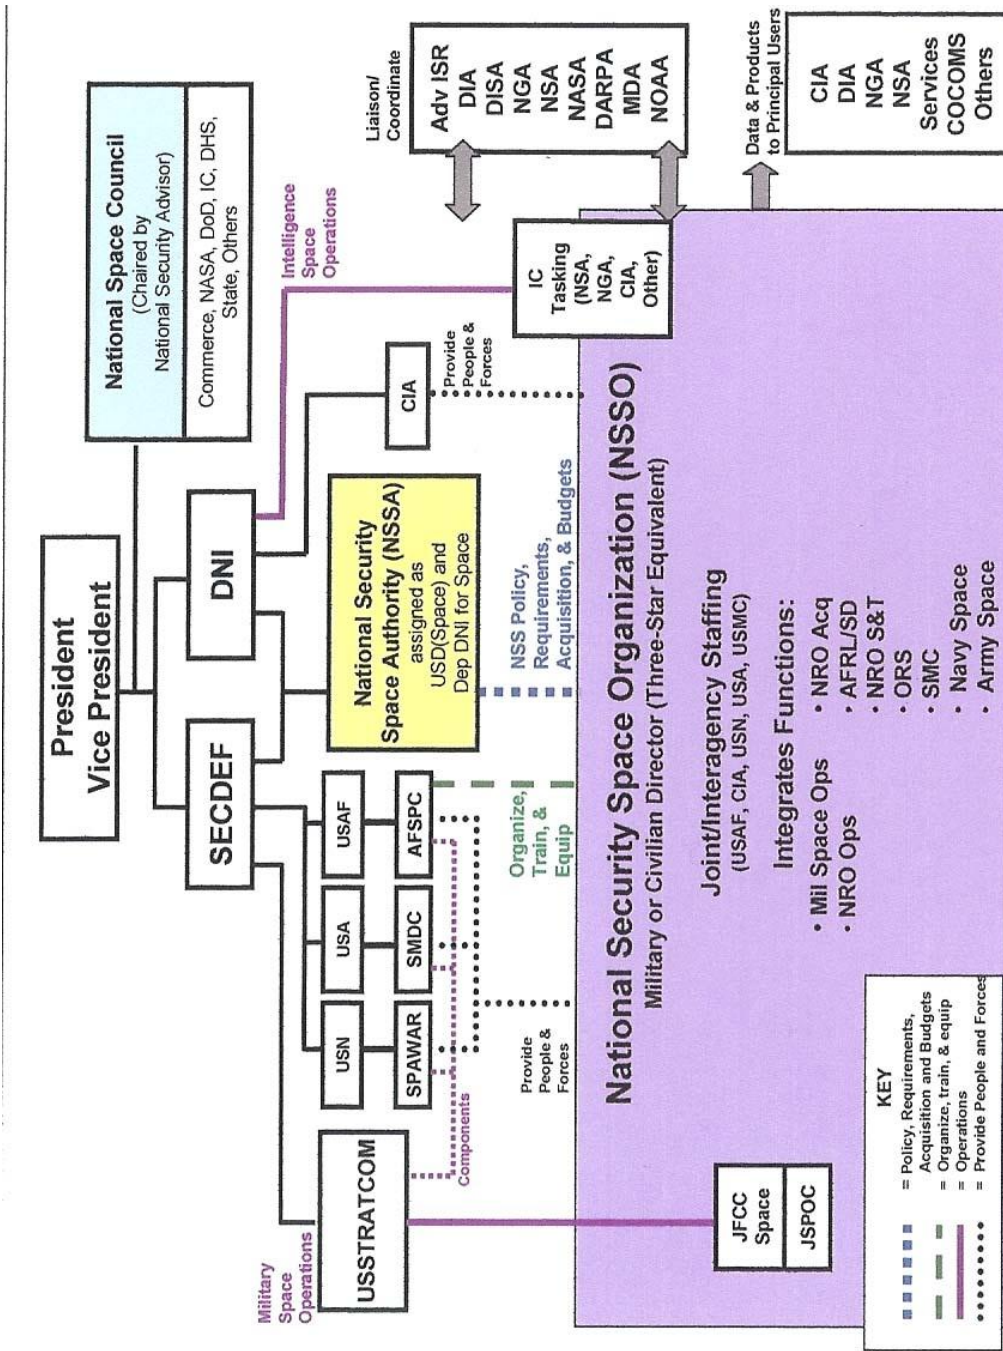 President
Vice President
National Space Council
(Chaired by
National Security Advisor)
Commerce, NASA, DoD, IC, DHS,
State, Others
SECDEF
DNI
Military
Space
Operations
USSTRATCOM
USN
USA
USAF
SPAWAR
SMDC
AFSPC
Components
National Security
Space Authority (NSSA)
assigned as
USD(Space) and
Dep DNI for Space
CIA
Intelligence
Space
Operations
Liaison/
Coordinate
Adv ISR
DIA
DISA
NGA
NSA
NASA
DARPA
MDA
NOAA
Provide
People &
Forces
Organize,
Train, &
Equip
NSS Policy,
Requirements,
Acquisition, & Budgets
Provide
People &
Forces
IC
Tasking
(NSA,
NGA,
CIA,
Other)
National Security Space Organization (NSSO)
Military or Civilian Director (Three-Star Equivalent)
Joint/Interagency Staffing
(USAF, CIA, USN, USA, USMC)
Integrates Functions:
• Mil Space Ops
• NRO Ops
• NRO Acq
• AFRL/SD
• NRO S&T
• ORS
• SMC
• Navy Space
• Army Space
JFCC
Space
JSPOC
Data & Products
to Principal Users
CIA
DIA
NGA
NSA
Services
COCOMS
Others
KEY
= Policy, Requirements,
Acquisition and Budgets
= Organize, train, & equip
= Operations
= Provide People and Forces